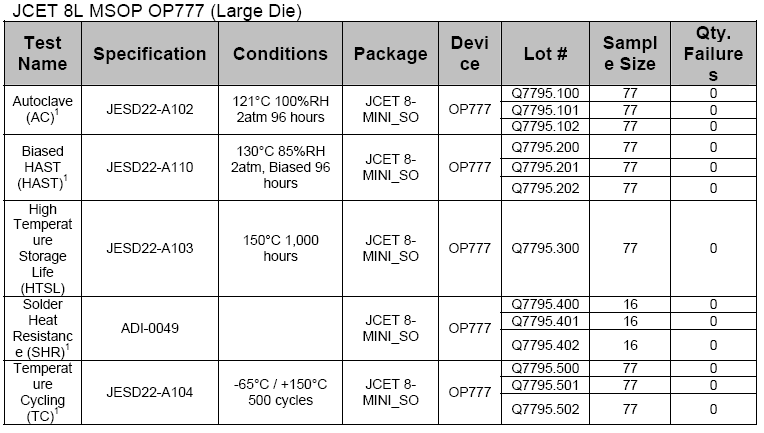 JCET 8L MSOP OP777 (Large Die)
Test Name | Specification | Conditions | Package | Devi ce | Lot # | Sampl e Size | Qty. Failure s
Autoclave (AC)1 | JESD22-A102 | 121°C 100%RH 2atm 96 hours | JCET 8-MINI_SO | OP777 | Q7795.100 | 77 | 0
Q7795.101 | 77 | 0
Q7795.102 | 77 | 0
Biased HAST (HAST)1 | JESD22-A110 | 130°C 85%RH 2atm, Biased 96 hours | JCET 8-MINI_SO | OP777 | Q7795.200 | 77 | 0
Q7795.201 | 77 | 0
Q7795.202 | 77 | 0
High Temperat ure Storage Life (HTSL) | JESD22-A103 | 150°C 1,000 hours | JCET 8-MINI_SO | OP777 | Q7795.300 | 77 | 0
Solder Heat Resistanc e (SHR)1 | ADI-0049 | JCET 8-MINI_SO | OP777 | Q7795.400 | 16 | 0
Q7795.401 | 16 | 0
Q7795.402 | 16 | 0
Temperat ure Cycling (TC)1 | JESD22-A104 | -65°C / +150°C 500 cycles | JCET 8-MINI_SO | OP777 | Q7795.500 | 77 | 0
Q7795.501 | 77 | 0
Q7795.502 | 77 | 0